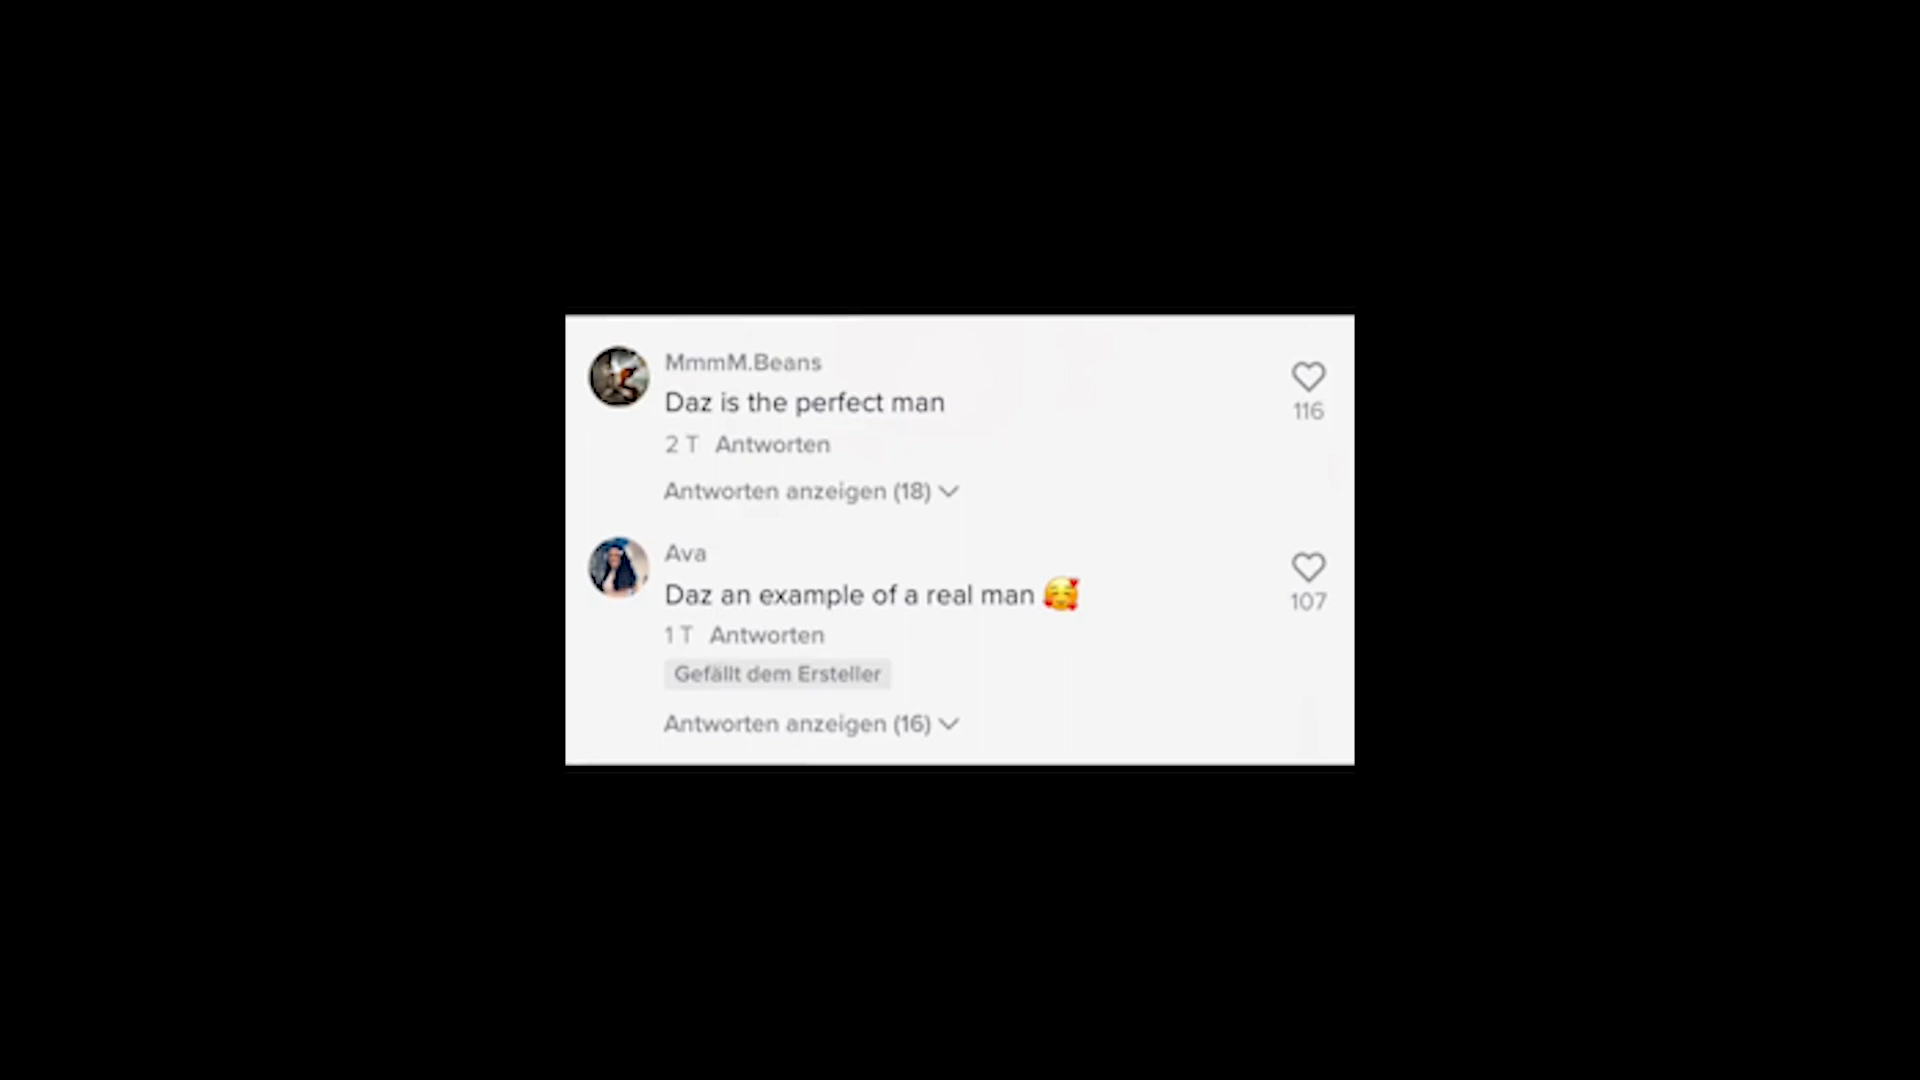 MmmM.Beans
Daz is the perfect man
116
2 T Antworten
Antworten anzeigen (18)
Ava
Daz an example of a real man 🥰
107
1 T Antworten
Gefällt dem Ersteller
Antworten anzeigen (16)